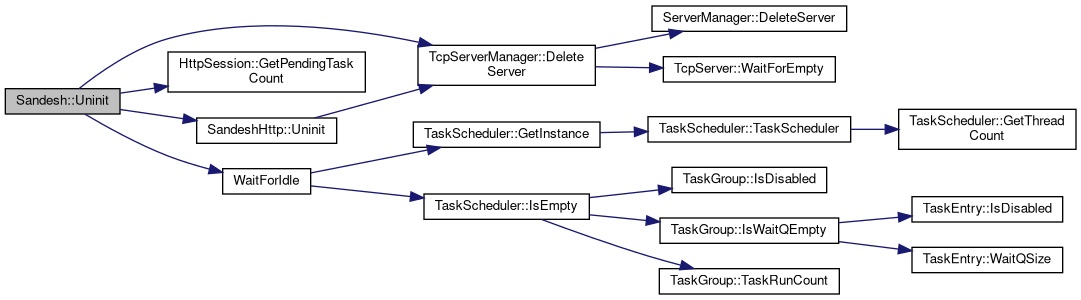 Sandesh::Uninit
HttpSession::GetPendingTask
Count
SandeshHttp::Uninit
WaitForIdle
TcpServerManager::Delete
Server
TaskScheduler::GetInstance
TaskScheduler::IsEmpty
ServerManager::DeleteServer
TcpServer::WaitForEmpty
TaskScheduler::TaskScheduler
TaskGroup::IsDisabled
TaskGroup::IsWaitQEmpty
TaskGroup::TaskRunCount
TaskScheduler::GetThread
Count
TaskEntry::IsDisabled
TaskEntry::WaitQSize